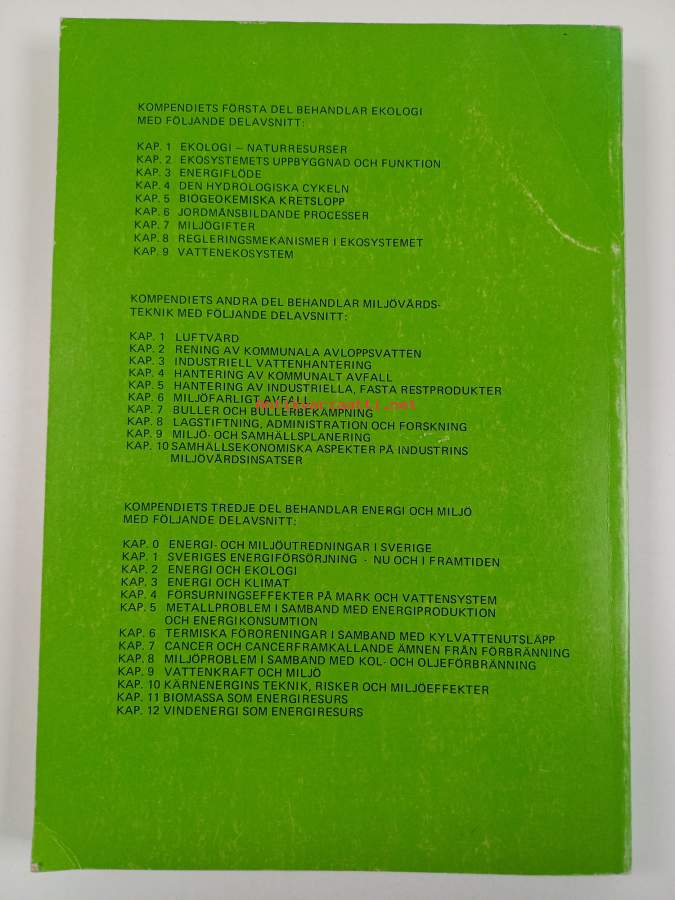 KOMPENDIETS FÖRSTA DEL BEHANDLAR EKOLOGI
MED FÖLJANDE DELAVSNITT:
KAP. 1 EKOLOGI – NATURRESURSER
KAP. 2 EKOSYSTEMETS UPPBYGGNAD OCH FUNKTION
KAP. 3 ENERGIFLÖDE
KAP. 4 DEN HYDROLOGISKA CYKELN
KAP. 5 BIOGEOKEMISKA KRETSLOPP
KAP. 6 JORDMÅNSBILDANDE PROCESSER
KAP. 7 MILJÖGIFTER
KAP. 8 REGLERINGSMEKANISMER I EKOSYSTEMET
KAP. 9 VATTENEKOSYSTEM
KOMPENDIETS ANDRA DEL BEHANDLAR MILJÖVÅRDS-
TEKNIK MED FÖLJANDE DELAVSNITT:
KAP. 1 LUFTVÅRD
KAP. 2 RENING AV KOMMUNALA AVLOPPSVATTEN
KAP. 3 INDUSTRIELL VATTENHANTERING
KAP. 4 HANTERING AV KOMMUNALT AVFALL
KAP. 5 HANTERING AV INDUSTRIELLA, FASTA RESTPRODUKTER
KAP. 6 MILJÖFARLIGT AVFALL
antikvariaatti.net
KAP. 7 BULLER OCH BULLERBEKÄMPNING
KAP. 8 LAGSTIFTNING, ADMINISTRATION OCH FORSKNING
KAP. 9 MILJÖ- OCH SAMHÄLLSPLANERING
KAP. 10 SAMHÄLLSEKONOMISKA ASPEKTER PÅ INDUSTRINS
MILJÖVÅRDSINSATSER
KOMPENDIETS TREDJE DEL BEHANDLAR ENERGI OCH MILJÖ
MED FÖLJANDE DELAVSNITT:
KAP. 0 ENERGI- OCH MILJÖUTREDNINGAR I SVERIGE
KAP. 1 SVERIGES ENERGIFÖRSÖRJNING - NU OCH I FRAMTIDEN
KAP. 2 ENERGI OCH EKOLOGI
KAP. 3 ENERGI OCH KLIMAT
KAP. 4 FÖRSURNINGSEFFEKTER PÅ MARK OCH VATTENSYSTEM
KAP. 5 METALLPROBLEM I SAMBAND MED ENERGIPRODUKTION
OCH ENERGIKONSUMTION
KAP. 6 TERMISKA FÖRORENINGAR I SAMBAND MED KYLVATTENUTSLÄPP
KAP. 7 CANCER OCH CANCERFRAMKALLANDE ÄMNEN FRÅN FÖRBRÄNNING
KAP. 8 MILJÖPROBLEM I SAMBAND MED KOL- OCH OLJEFÖRBRÄNNING
KAP. 9 VATTENKRAFT OCH MILJÖ
KAP. 10 KÄRNENERGINS TEKNIK, RISKER OCH MILJÖEFFEKTER
KAP. 11 BIOMASSA SOM ENERGIRESURS
KAP. 12 VINDENERGI SOM ENERGIRESURS